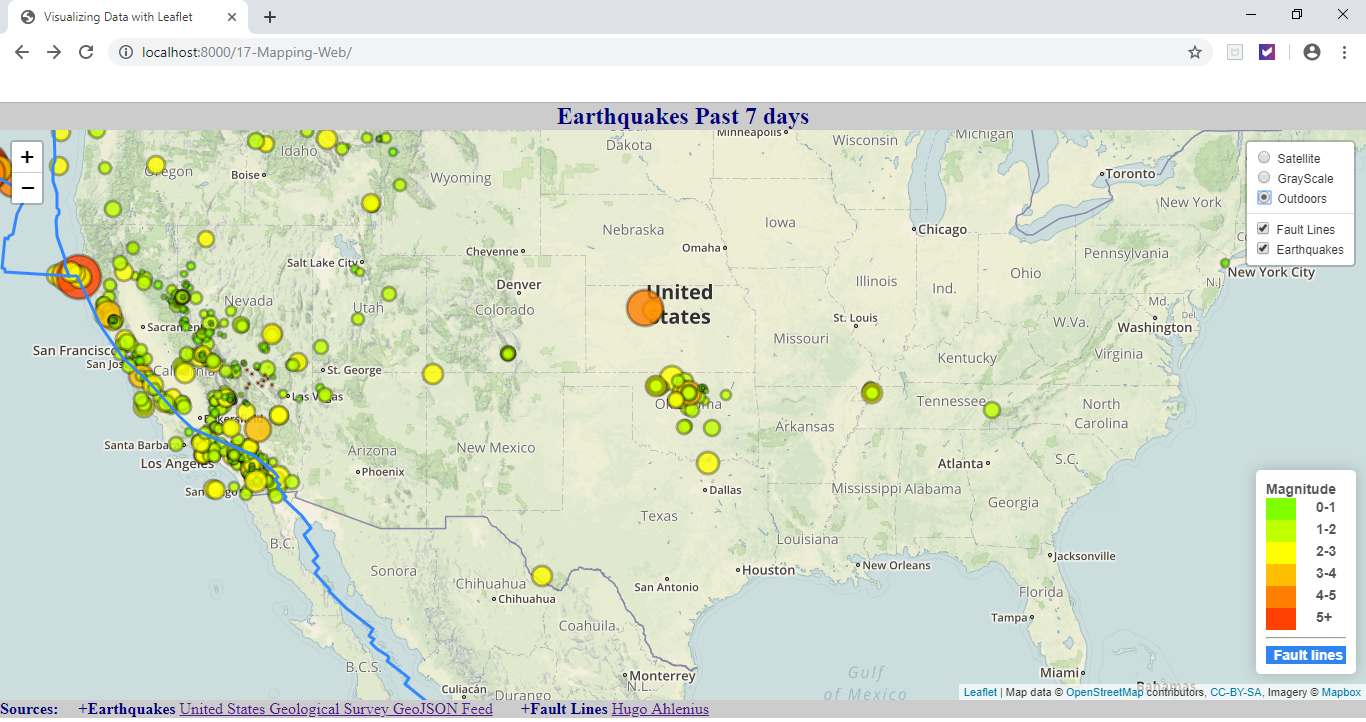 Visualizing Data with Leaflet
localhost:8000/17-Mapping-Web/
Earthquakes Past 7 days
+
−
Satellite
GrayScale
Outdoors
Fault Lines
Earthquakes
Minneapolis
Dakota
Wisconsin
Michigan
Idaho
Oregon
Boise
Wyoming
Toronto
New York
Nebraska
Iowa
Chicago
Omaha
Cheyenne
Pennsylvania
Salt Lake City
Denver
Ohio
Illinois
Ind.
New York City
N.J.
Nevada
Utah
Colorado
United States
Md.
Del
St. Louis
W.Va.
Washington
Missouri
Virginia
San Francisco
San Jos
California
St. George
Kentucky
Las Vegas
Oklahoma
Tennessee
North Carolina
Arkansas
Santa Barbara
Los Angeles
Arizona
New Mexico
Phoenix
Atlanta
S.C.
Dallas
Mississippi
Alabama
Georgia
Texas
Louisiana
B.C.
Sonora
Chihuahua
Chihuahua
San Antonio
Houston
New Orleans
Jacksonville
Florida
Tampa
Coahuila
B.C.S.
Monterrey
N.L.
Culiacán
Durango
Gulf of Mexico
Miami
Bahamas
Magnitude
0-1
1-2
2-3
3-4
4-5
5+
Fault lines
Leaflet | Map data © OpenStreetMap contributors, CC-BY-SA, Imagery © Mapbox
Sources: +Earthquakes United States Geological Survey GeoJSON Feed +Fault Lines Hugo Ahlenius